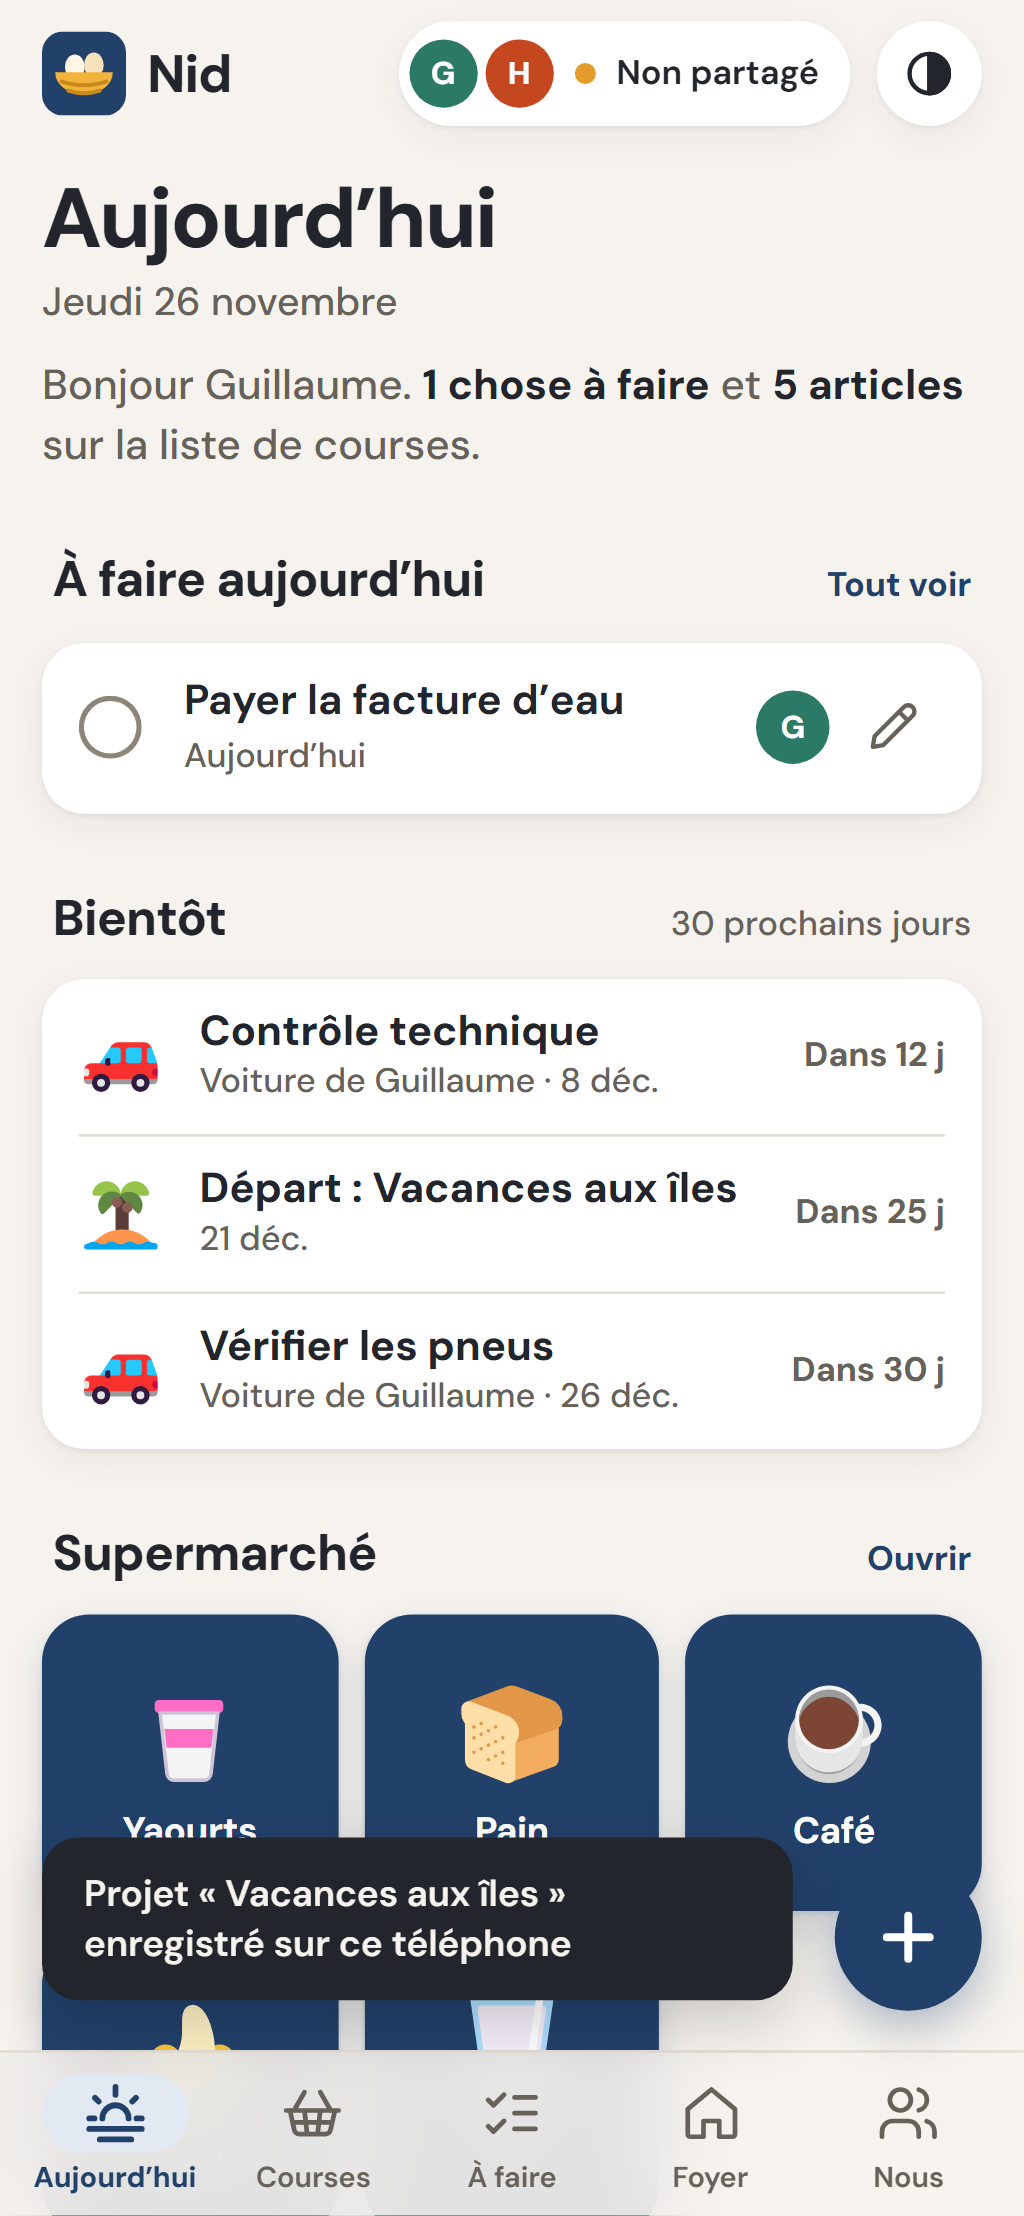 Nid
G H Non partagé
Aujourd’hui
Jeudi 26 novembre
Bonjour Guillaume. 1 chose à faire et 5 articles
sur la liste de courses.
À faire aujourd’hui
Tout voir
Payer la facture d’eau
Aujourd’hui
G
Bientôt
30 prochains jours
Contrôle technique
Voiture de Guillaume · 8 déc.
Dans 12 j
Départ : Vacances aux îles
21 déc.
Dans 25 j
Vérifier les pneus
Voiture de Guillaume · 26 déc.
Dans 30 j
Supermarché
Ouvrir
Yaourts
Pain
Café
Projet « Vacances aux îles »
enregistré sur ce téléphone
Aujourd’hui
Courses
À faire
Foyer
Nous